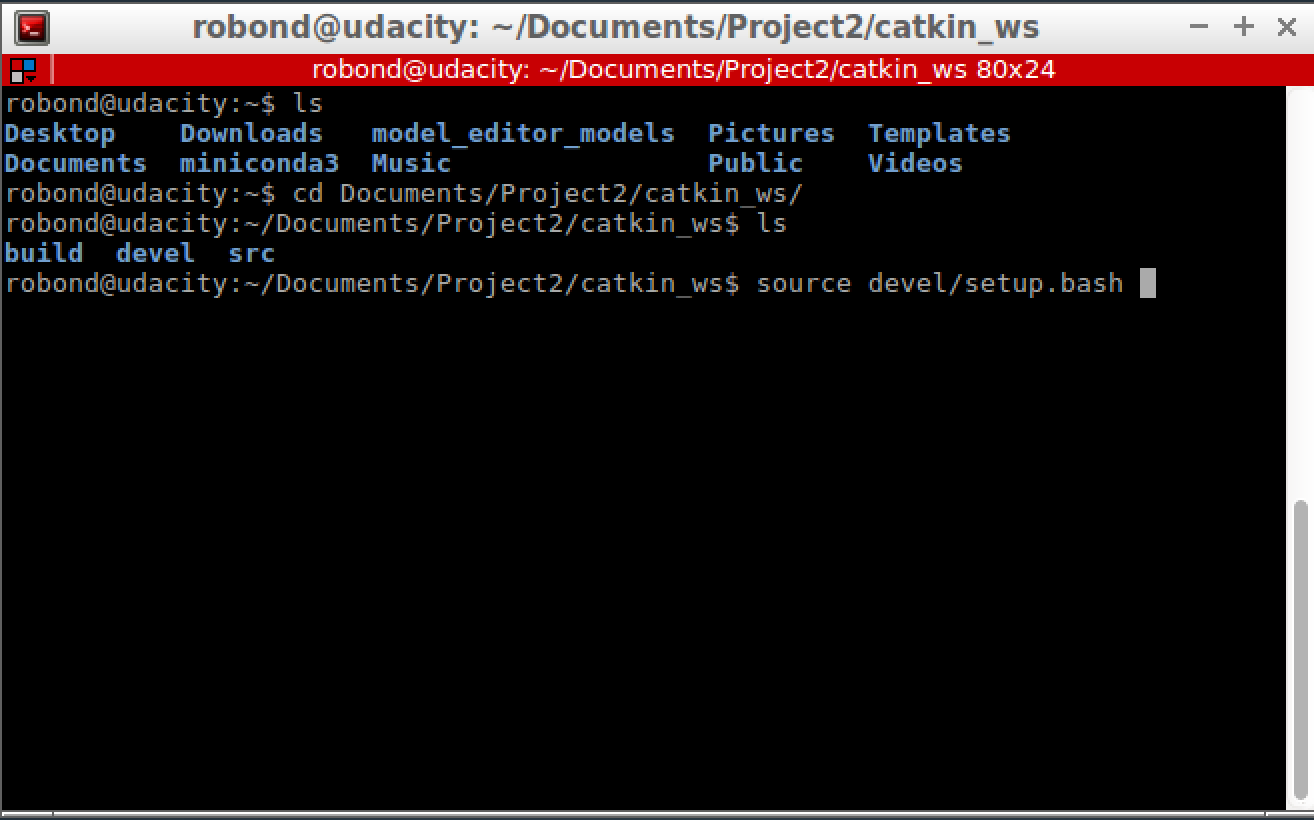 robond@udacity: ~/Documents/Project2/catkin_ws
robond@udacity: ~/Documents/Project2/catkin_ws 80x24
robond@udacity:~$ ls
Desktop    Downloads   model_editor_models  Pictures  Templates
Documents  miniconda3  Music                Public    Videos
robond@udacity:~$ cd Documents/Project2/catkin_ws/
robond@udacity:~/Documents/Project2/catkin_ws$ ls
build  devel  src
robond@udacity:~/Documents/Project2/catkin_ws$ source devel/setup.bash